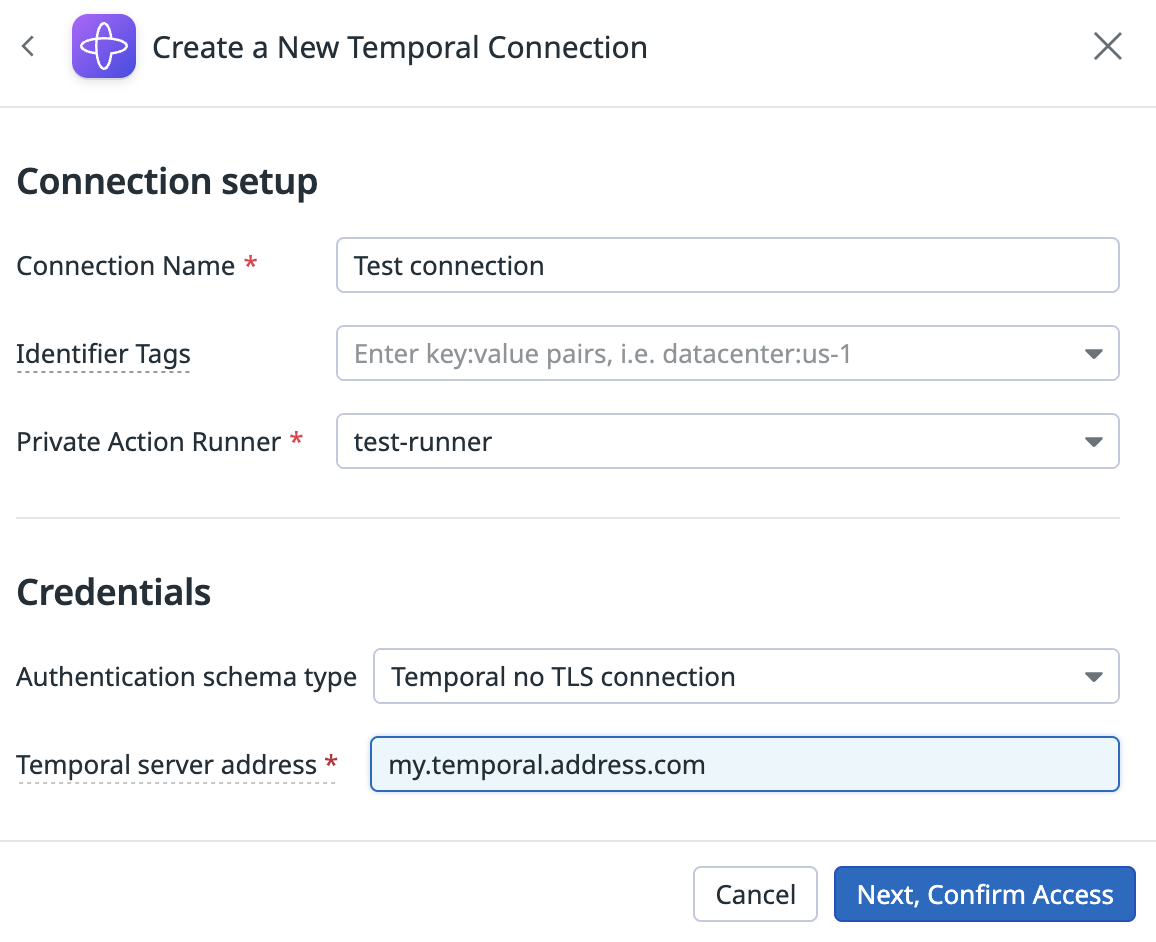 Create a New Temporal Connection
Connection setup
Connection Name * Test connection
Identifier Tags Enter key:value pairs, i.e. datacenter:us-1
Private Action Runner * test-runner
Credentials
Authentication schema type Temporal no TLS connection
Temporal server address * my.temporal.address.com
Cancel Next, Confirm Access